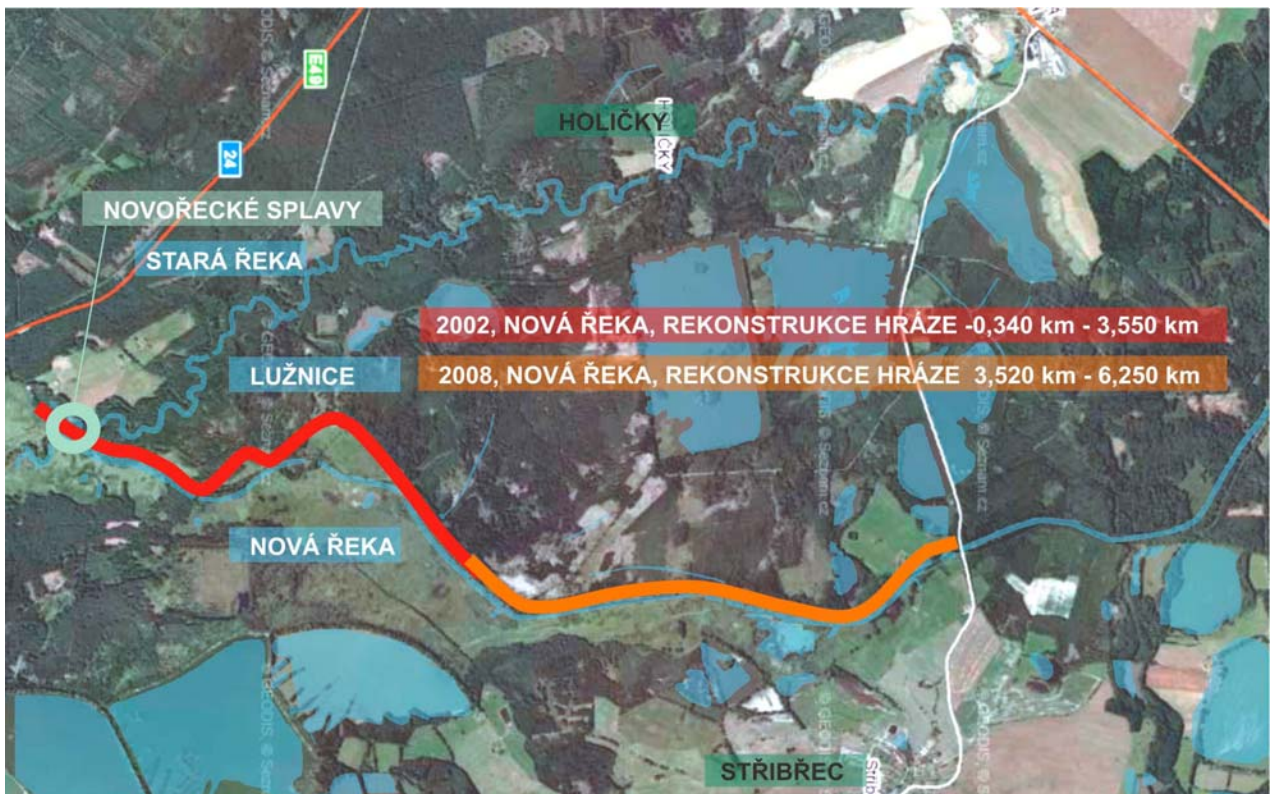 E49
24
HOLIČKY
NOVOŘECKÉ SPLAVY
STARÁ ŘEKA
2002, NOVÁ ŘEKA, REKONSTRUKCE HRÁZE -0,340 km - 3,550 km
LUŽNICE
2008, NOVÁ ŘEKA, REKONSTRUKCE HRÁZE 3,520 km - 6,250 km
NOVÁ ŘEKA
STŘIBŘEC